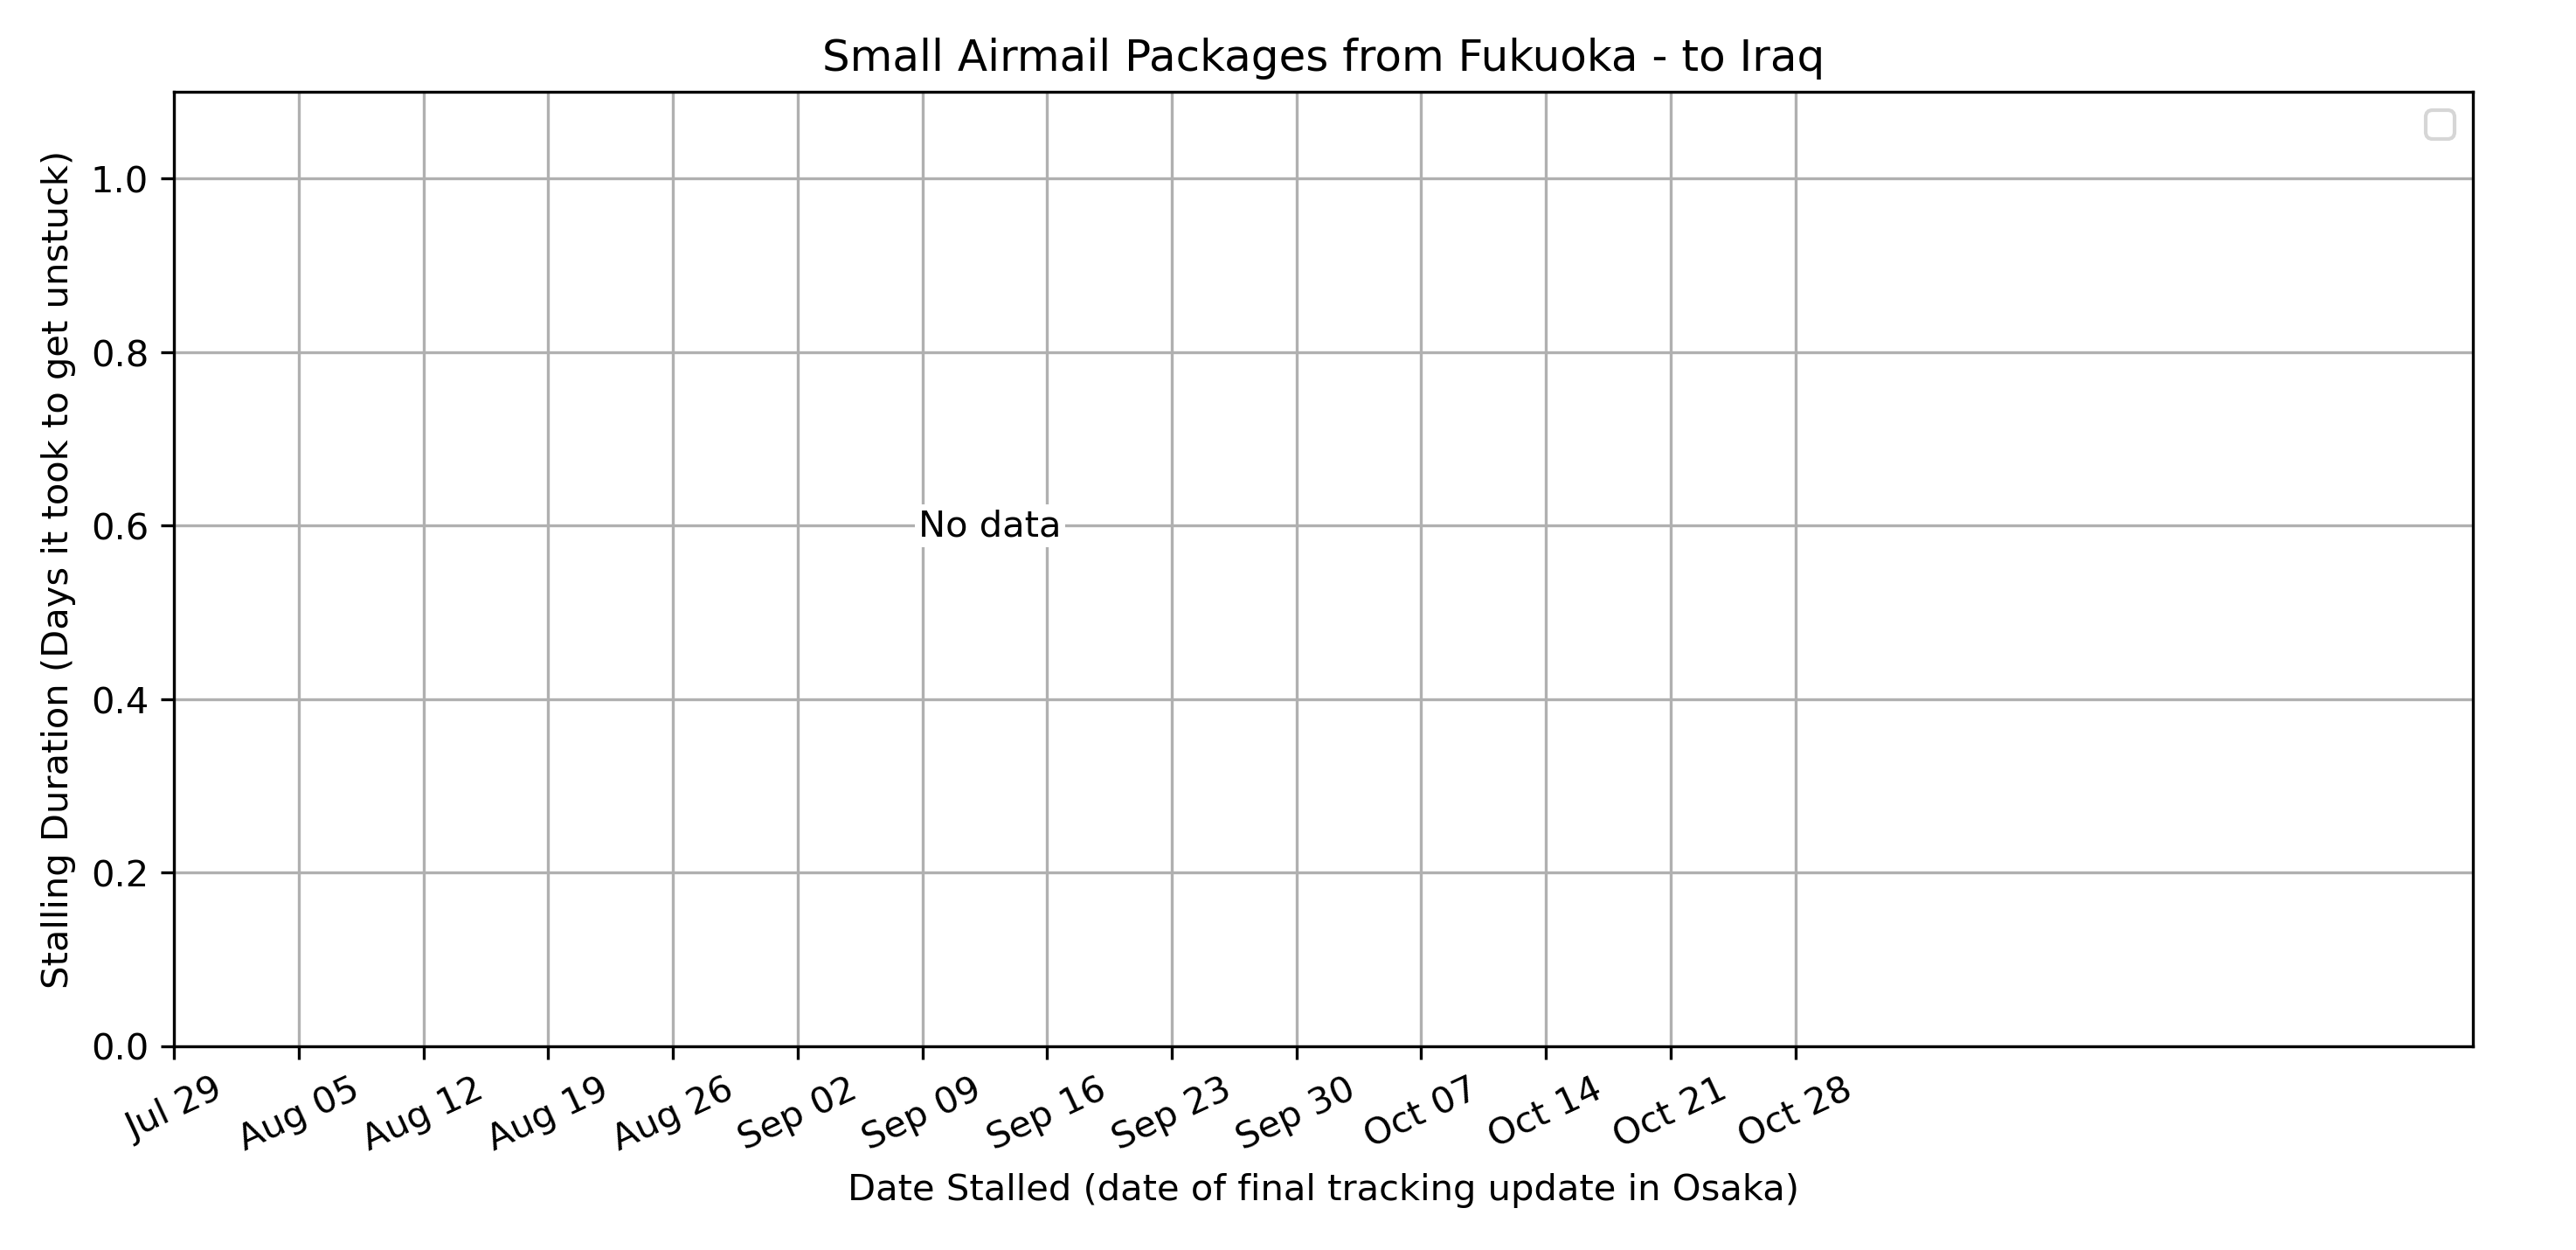 Small Airmail Packages from Fukuoka - to Iraq
Stalling Duration (Days it took to get unstuck)
1.0
0.8
0.6
0.4
0.2
0.0
No data
Jul 29
Aug 05
Aug 12
Aug 19
Aug 26
Sep 02
Sep 09
Sep 16
Sep 23
Sep 30
Oct 07
Oct 14
Oct 21
Oct 28
Date Stalled (date of final tracking update in Osaka)